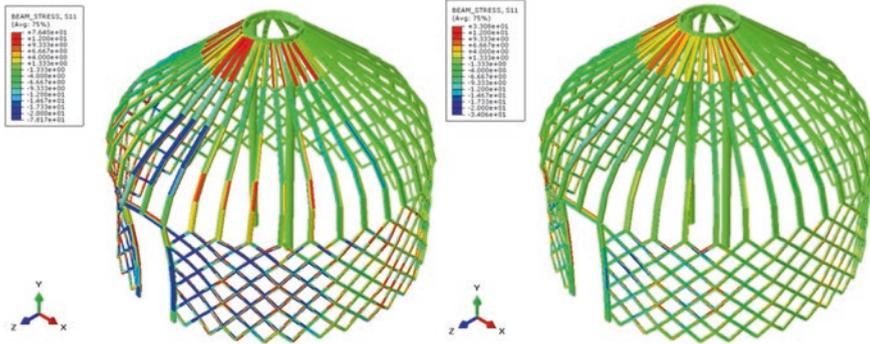 BEAM_STRESS, S11
(Avg: 75%)
+7.640e+01
+1.200e+01
+9.333e+00
+6.667e+00
+4.000e+00
+1.333e+00
-1.333e+00
-4.000e+00
-6.667e+00
-9.333e+00
-1.200e+01
-1.467e+01
-1.733e+01
-2.000e+01
-7.817e+01
Y
Z
X
BEAM_STRESS, S11
(Avg: 75%)
+3.308e+01
+1.200e+01
+9.333e+00
+6.667e+00
+4.000e+00
+1.333e+00
-1.333e+00
-4.000e+00
-6.667e+00
-9.333e+00
-1.200e+01
-1.467e+01
-1.733e+01
-2.000e+01
-3.406e+01
Y
Z
X